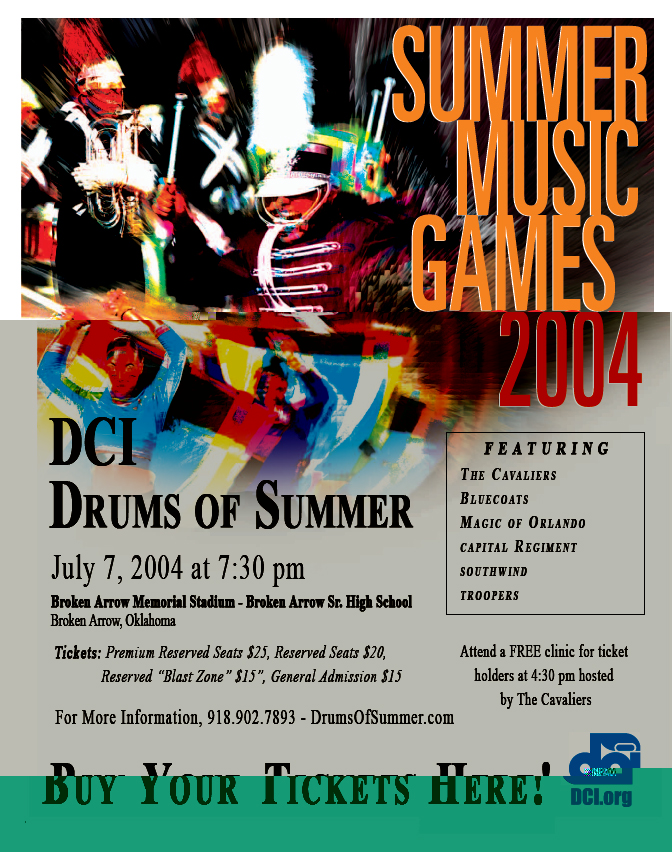 SUMMER
MUSIC
GAMES
2004
DCI
DRUMS OF SUMMER
July 7, 2004 at 7:30 pm
Broken Arrow Memorial Stadium - Broken Arrow Sr. High School
Broken Arrow, Oklahoma
Tickets: Premium Reserved Seats $25, Reserved Seats $20,
Reserved “Blast Zone” $15”, General Admission $15
For More Information, 918.902.7893 - DrumsOfSummer.com
FEATURING
THE CAVALIERS
BLUECOATS
MAGIC OF ORLANDO
CAPITAL REGIMENT
SOUTHWIND
TROOPERS
Attend a FREE clinic for ticket
holders at 4:30 pm hosted
by The Cavaliers
BUY YOUR TICKETS HERE!
dci
DCI.org